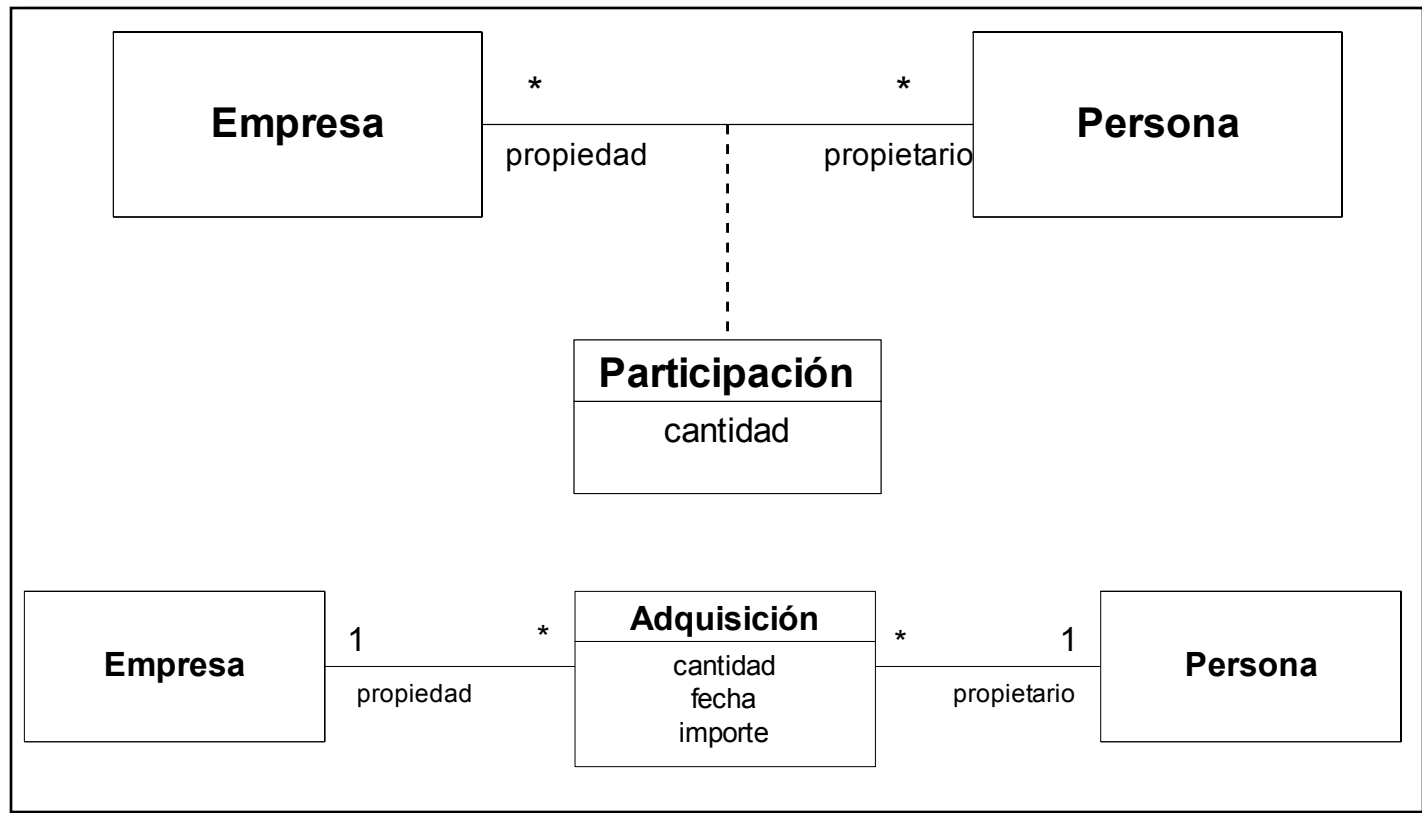 * *
Empresa Persona
propiedad propietario
Participación
cantidad
1 * Adquisición * 1
Empresa cantidad Persona
propiedad fecha propietario
importe